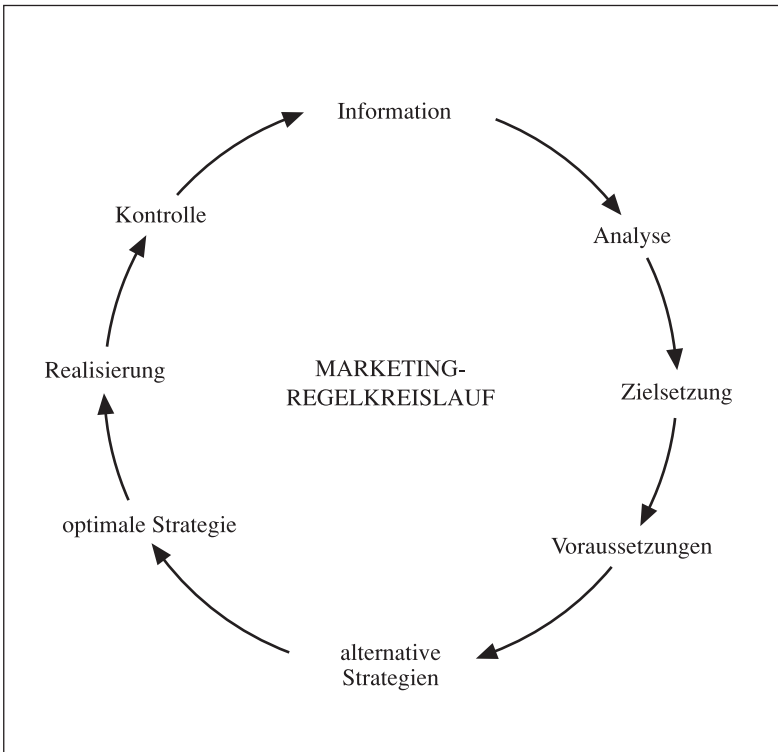 Information
Analyse
Zielsetzung
Voraussetzungen
alternative
Strategien
optimale Strategie
Realisierung
Kontrolle
MARKETING-
REGELKREISLAUF